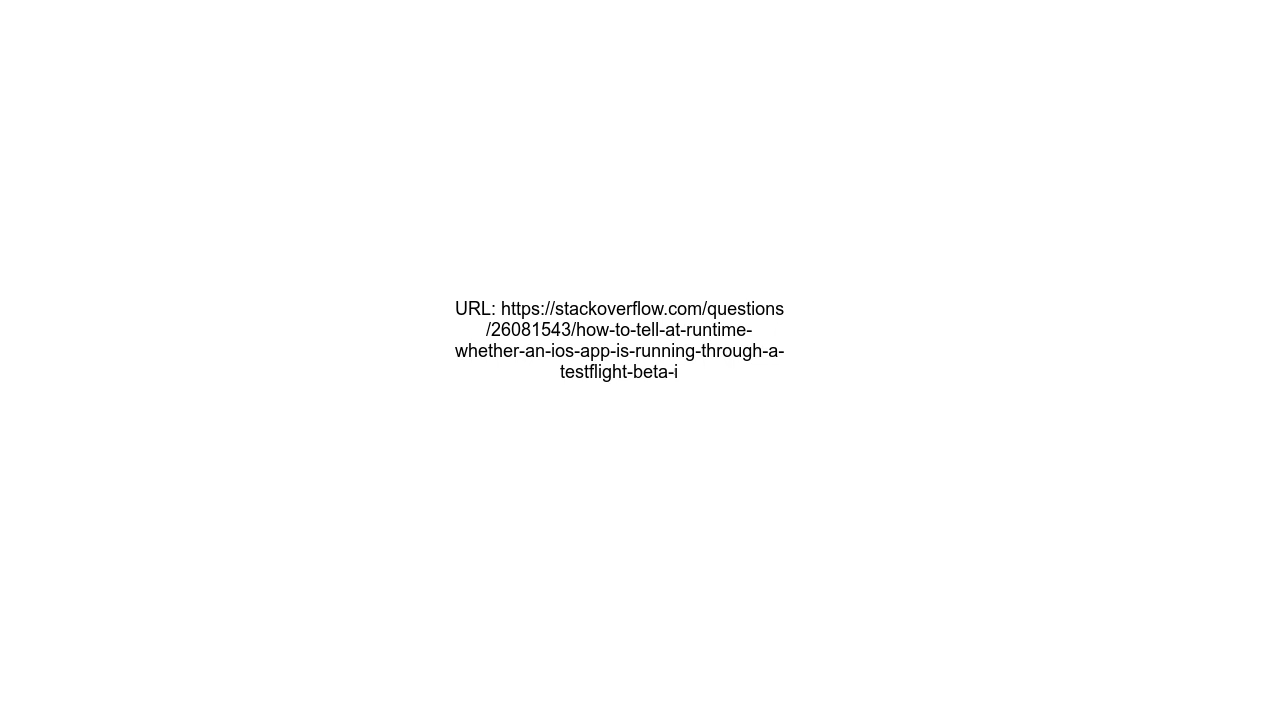 URL: https://stackoverflow.com/questions
/26081543/how-to-tell-at-runtime-
whether-an-ios-app-is-running-through-a-
testflight-beta-i